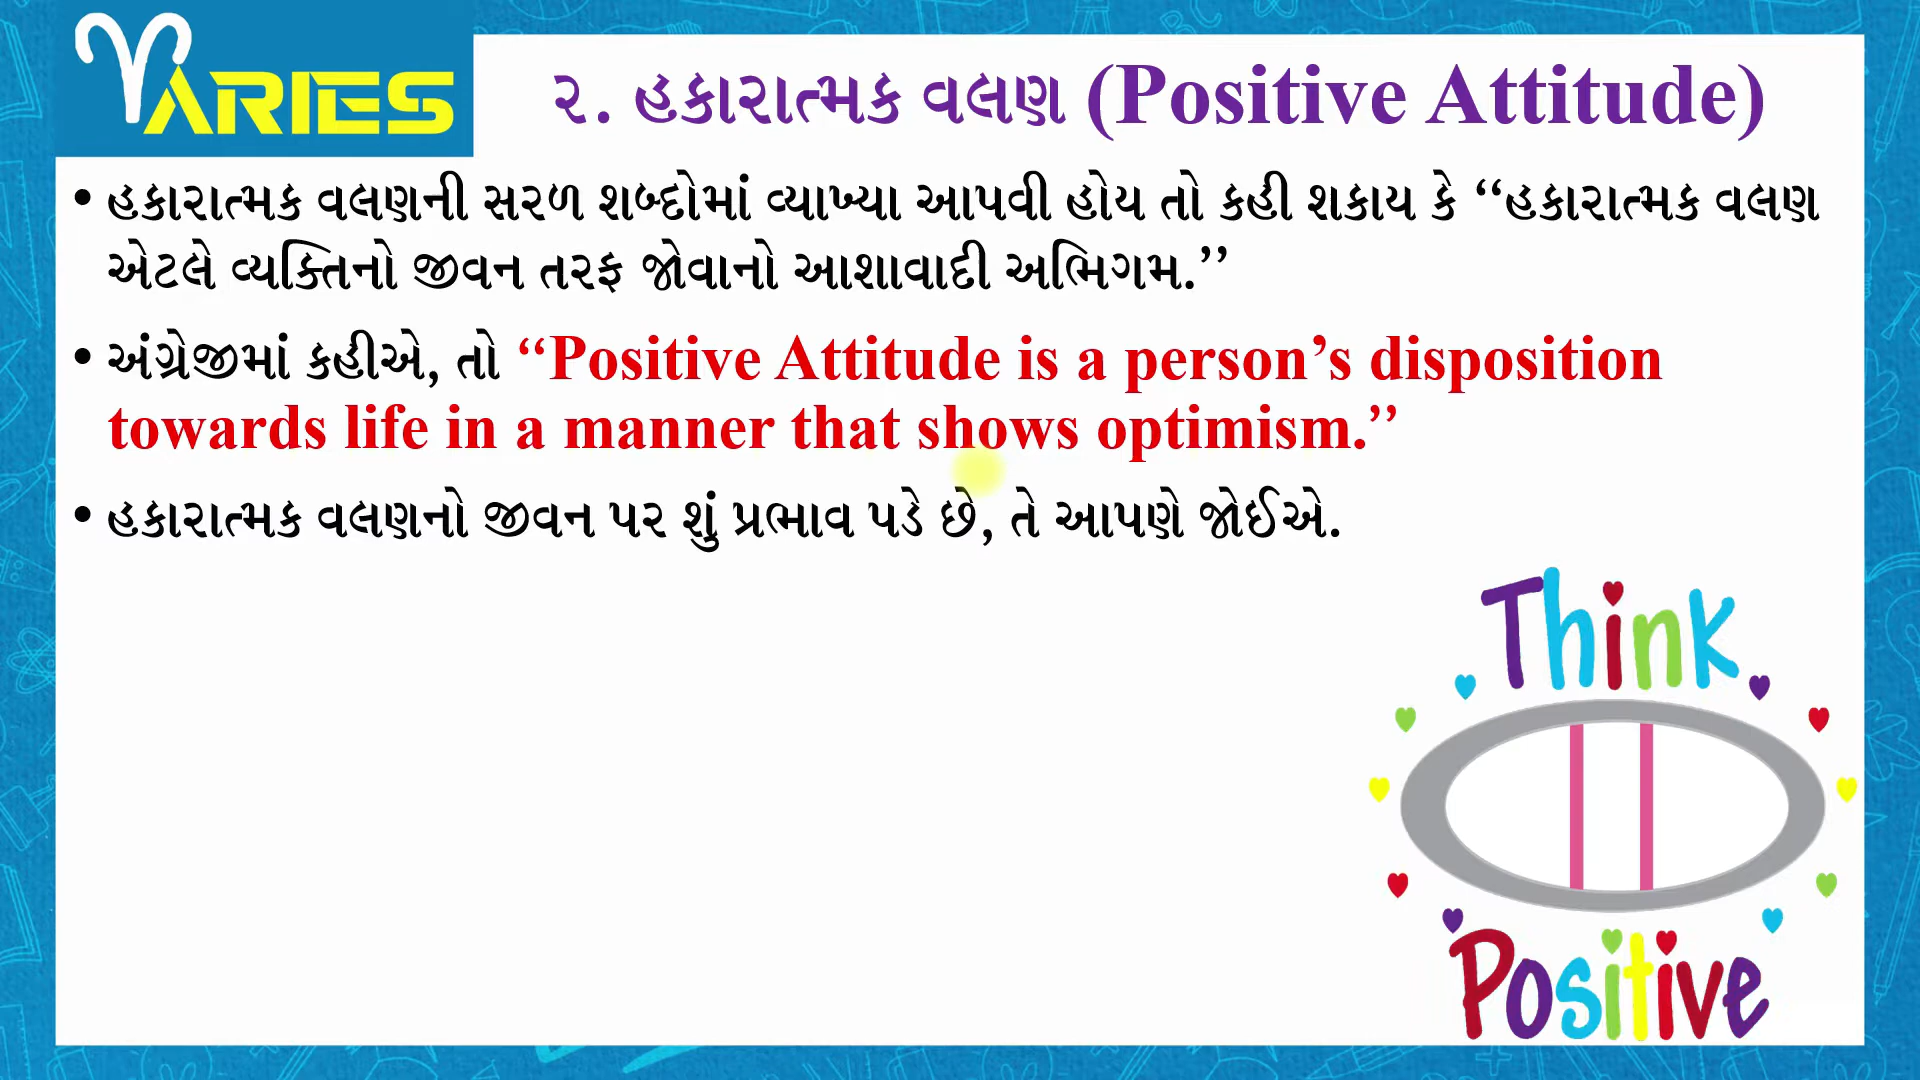 ARIES
૨. હકારાત્મક વલણ (Positive Attitude)
• હકારાત્મક વલણની સરળ શબ્દોમાં વ્યાખ્યા આપવી હોય તો કહી શકાય કે “હકારાત્મક વલણ
એટલે વ્યક્તિનો જીવન તરફ જોવાનો આશાવાદી અભિગમ.”
• અંગ્રેજીમાં કહીએ, તો “Positive Attitude is a person’s disposition
towards life in a manner that shows optimism.”
• હકારાત્મક વલણનો જીવન પર શું પ્રભાવ પડે છે, તે આપણે જોઈએ.
Think
Positive